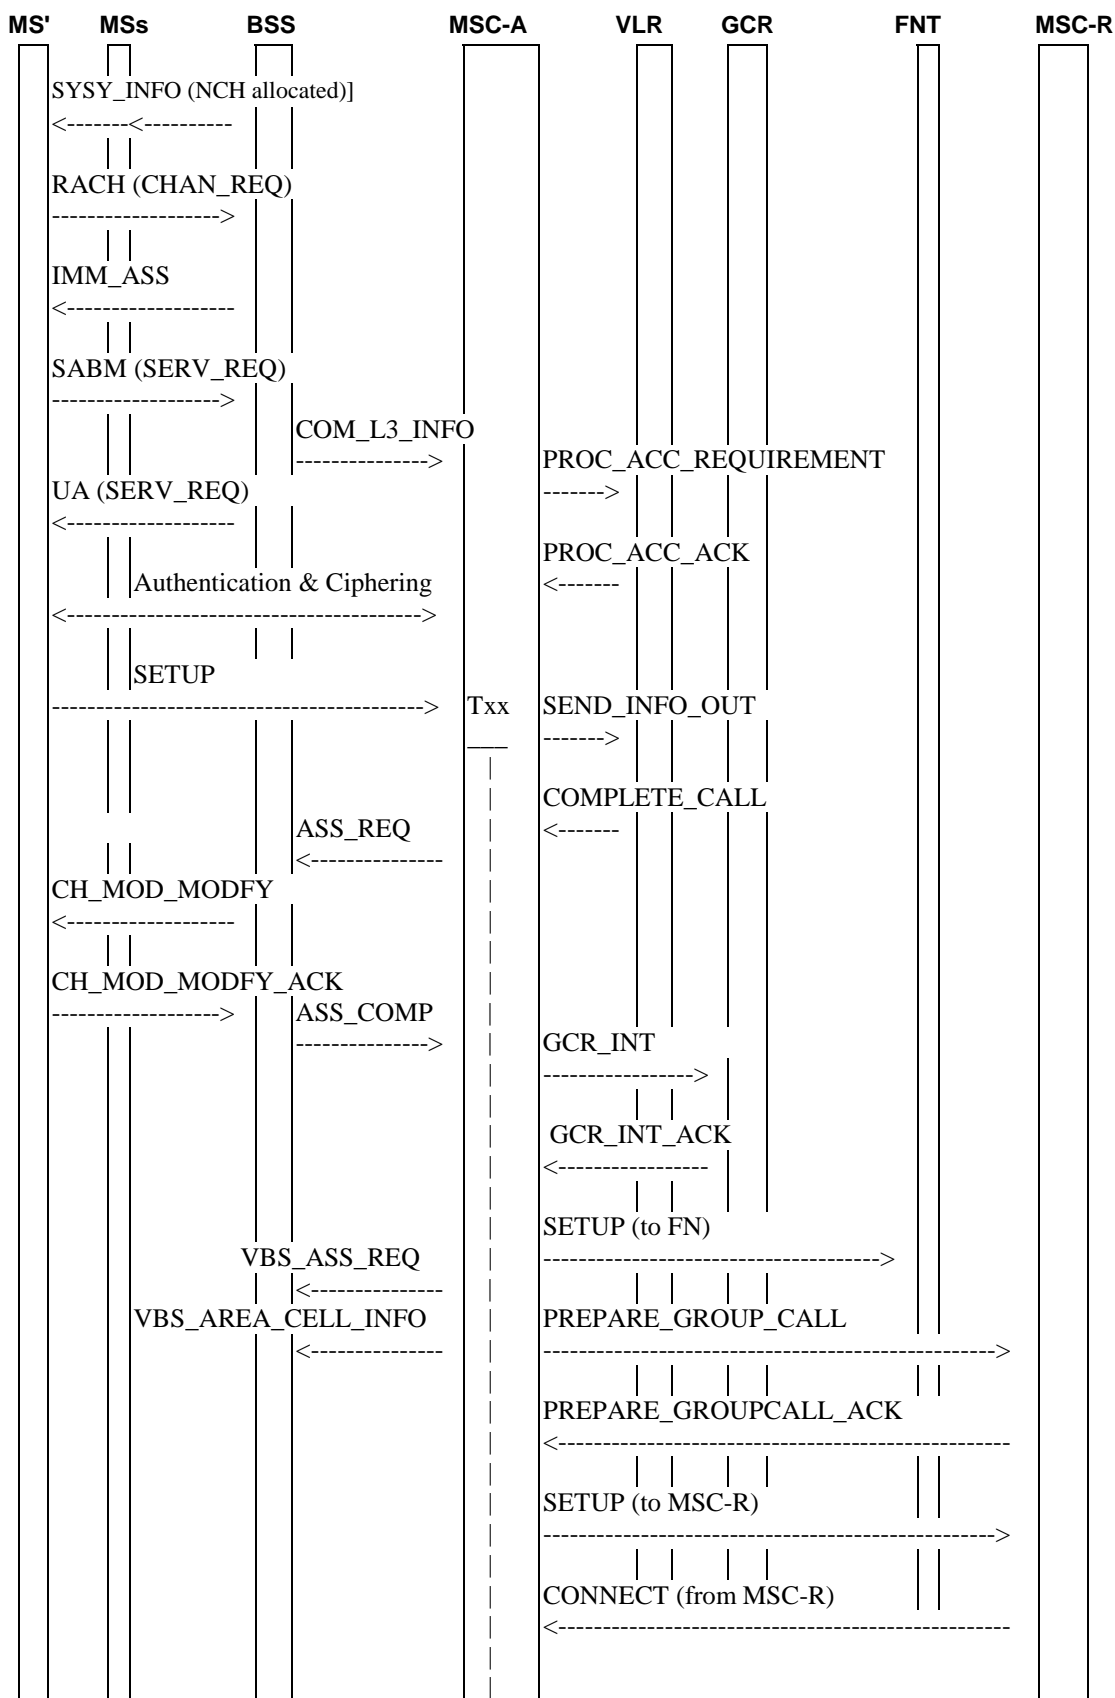 MS' MSs BSS MSC-A VLR GCR FNT MSC-R
SYSY_INFO (NCH allocated)]
<-------<----------
RACH (CHAN_REQ)
------------------->
IMM_ASS
<-------------------
SABM (SERV_REQ)
------------------->
COM_L3_INFO
---------------> PROC_ACC_REQUIREMENT
UA (SERV_REQ) ------->
<-------------------
PROC_ACC_ACK
Authentication & Ciphering <-------
<---------------------------------------->
SETUP
------------------------------------------> Txx SEND_INFO_OUT
___ ------->
COMPLETE_CALL
ASS_REQ <-------
<---------------
CH_MOD_MODFY
<-------------------
CH_MOD_MODFY_ACK
-------------------> ASS_COMP
---------------> GCR_INT
----------------->
GCR_INT_ACK
<-----------------
SETUP (to FN)
VBS_ASS_REQ -------------------------------------->
<---------------
VBS_AREA_CELL_INFO PREPARE_GROUP_CALL
<--------------- --------------------------------------------------->
PREPARE_GROUPCALL_ACK
<---------------------------------------------------
SETUP (to MSC-R)
--------------------------------------------------->
CONNECT (from MSC-R)
<---------------------------------------------------